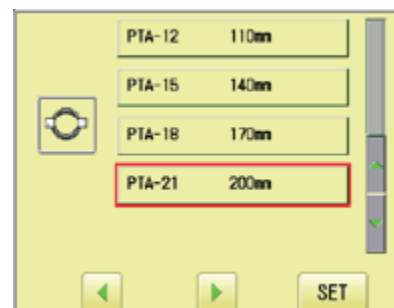 PTA-12 110mm
PTA-15 140mm
PTA-18 170mm
PTA-21 200mm
SET